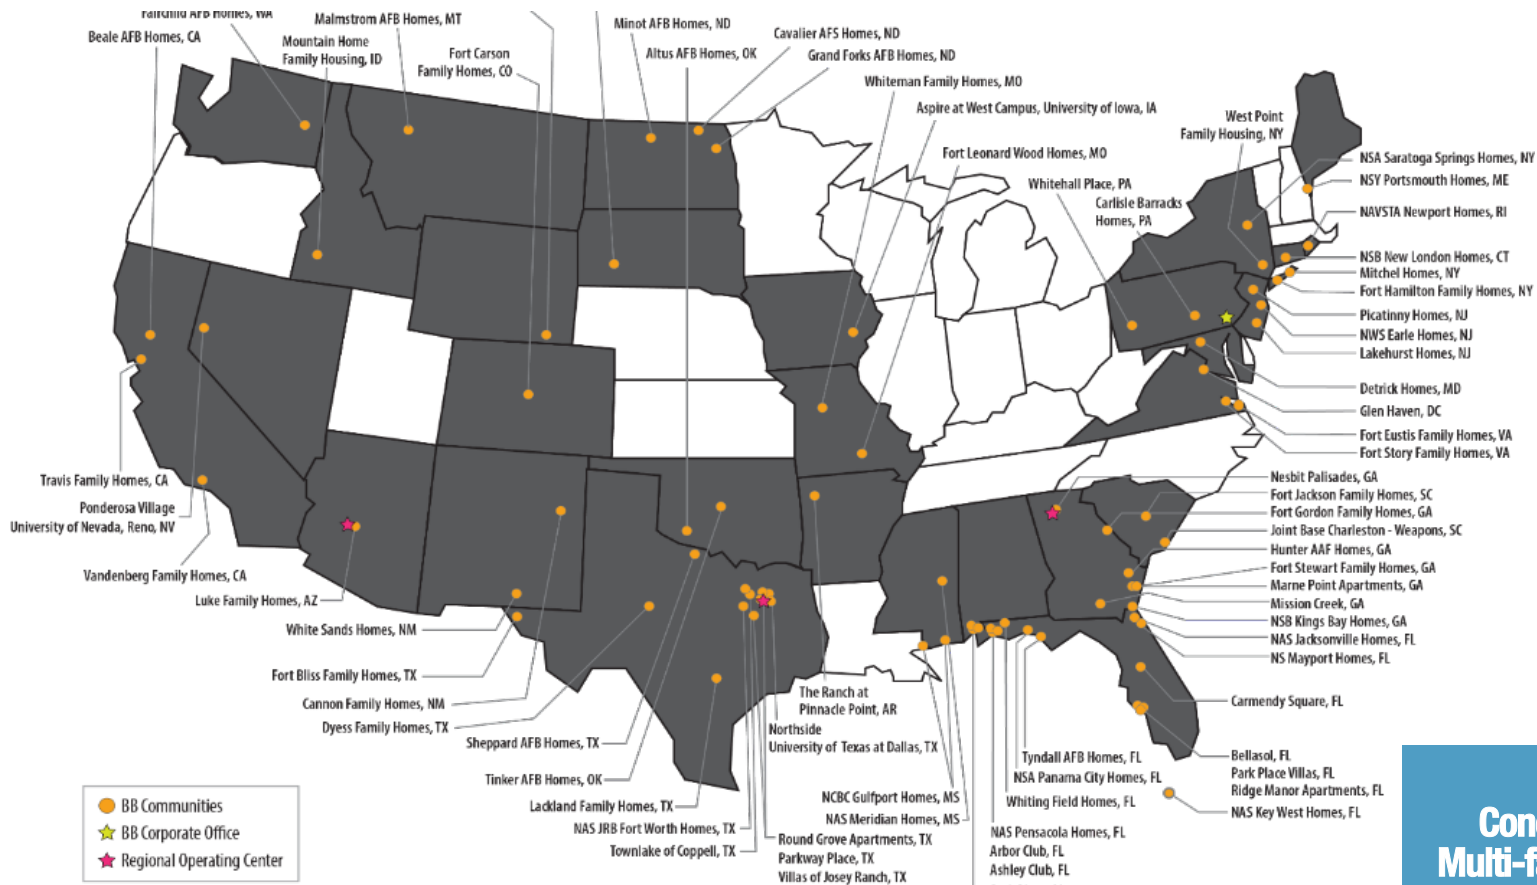 Fairchild AFB Homes, WA
Malmstrom AFB Homes, MT
Beale AFB Homes, CA
Mountain Home
Family Housing, ID
Fort Carson
Family Homes, CO
Minot AFB Homes, ND
Altus AFB Homes, OK
Cavalier AFS Homes, ND
Grand Forks AFB Homes, ND
Whiteman Family Homes, MO
Aspire at West Campus, University of Iowa, IA
Fort Leonard Wood Homes, MO
Whitehall Place, PA
Carlisle Barracks
Homes, PA
West Point
Family Housing, NY
NSA Saratoga Springs Homes, NY
NSY Portsmouth Homes, ME
NAVSTA Newport Homes, RI
NSB New London Homes, CT
Mitchel Homes, NY
Fort Hamilton Family Homes, NY
Picatinny Homes, NJ
NWS Earle Homes, NJ
Lakehurst Homes, NJ
Detrick Homes, MD
Glen Haven, DC
Fort Eustis Family Homes, VA
Fort Story Family Homes, VA
Nesbit Palisades, GA
Fort Jackson Family Homes, SC
Fort Gordon Family Homes, GA
Joint Base Charleston - Weapons, SC
Hunter AAF Homes, GA
Fort Stewart Family Homes, GA
Marne Point Apartments, GA
Mission Creek, GA
NSB Kings Bay Homes, GA
NAS Jacksonville Homes, FL
NS Mayport Homes, FL
Carmendy Square, FL
Bellasol, FL
Park Place Villas, FL
Ridge Manor Apartments, FL
NAS Key West Homes, FL
Travis Family Homes, CA
Ponderosa Village
University of Nevada, Reno, NV
Vandenberg Family Homes, CA
Luke Family Homes, AZ
White Sands Homes, NM
Fort Bliss Family Homes, TX
Cannon Family Homes, NM
Dyess Family Homes, TX
Sheppard AFB Homes, TX
Tinker AFB Homes, OK
Lackland Family Homes, TX
NAS JRB Fort Worth Homes, TX
Townlake of Coppell, TX
The Ranch at
Pinnacle Point, AR
Northside
University of Texas at Dallas, TX
NCBC Gulfport Homes, MS
NAS Meridian Homes, MS
Round Grove Apartments, TX
Parkway Place, TX
Villas of Josey Ranch, TX
Tyndall AFB Homes, FL
NSA Panama City Homes, FL
Whiting Field Homes, FL
NAS Pensacola Homes, FL
Arbor Club, FL
Ashley Club, FL
BB Communities
BB Corporate Office
Regional Operating Center